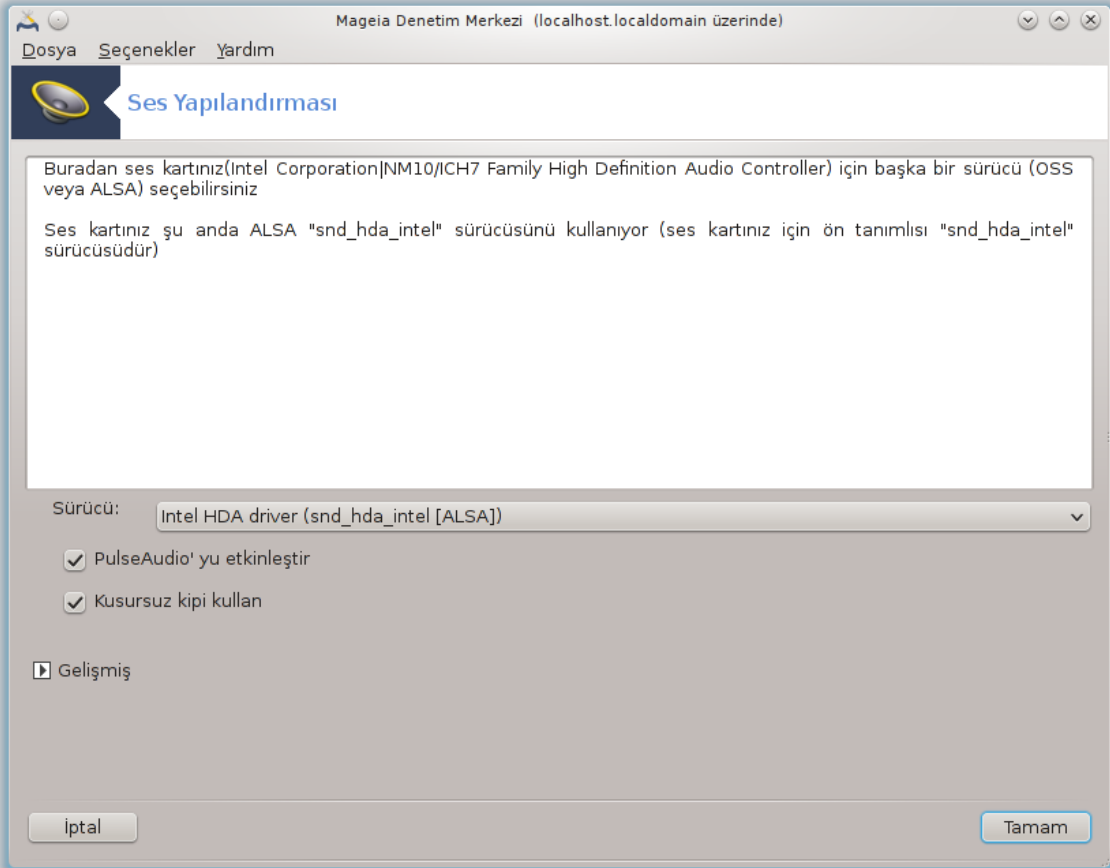 Mageia Denetim Merkezi (localhost.localdomain üzerinde)
Dosya Seçenekler Yardım
Ses Yapılandırması
Buradan ses kartınız(Intel Corporation|NM10/ICH7 Family High Definition Audio Controller) için başka bir sürücü (OSS
veya ALSA) seçebilirsiniz
Ses kartınız şu anda ALSA "snd_hda_intel" sürücüsünü kullanıyor (ses kartınız için ön tanımlısı "snd_hda_intel"
sürücüsüdür)
Sürücü:
Intel HDA driver (snd_hda_intel [ALSA])
PulseAudio' yu etkinleştir
Kusursuz kipi kullan
Gelişmiş
İptal
Tamam